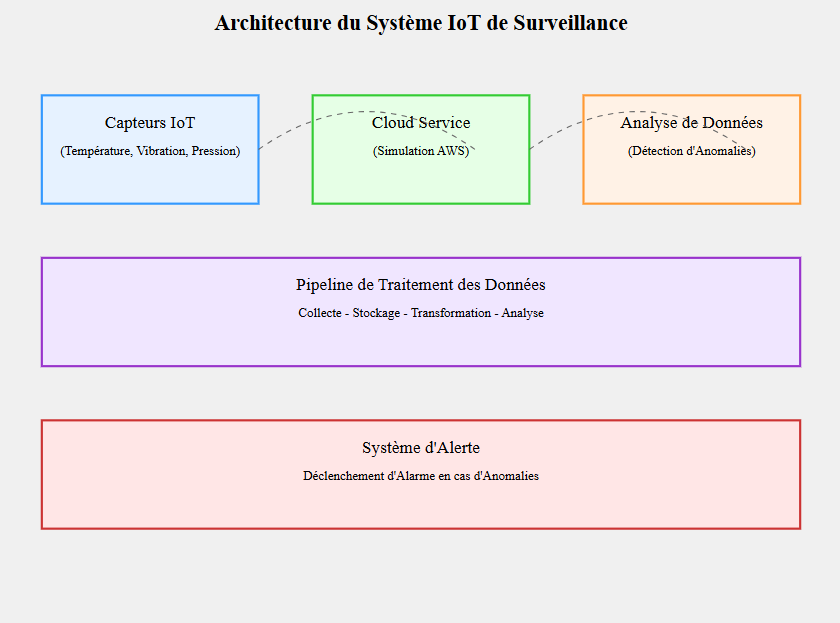 Architecture du Système IoT de Surveillance
Capteurs IoT
(Température, Vibration, Pression)
Cloud Service
(Simulation AWS)
Analyse de Données
(Détection d'Anomalies)
Pipeline de Traitement des Données
Collecte - Stockage - Transformation - Analyse
Système d'Alerte
Déclenchement d'Alarme en cas d'Anomalies